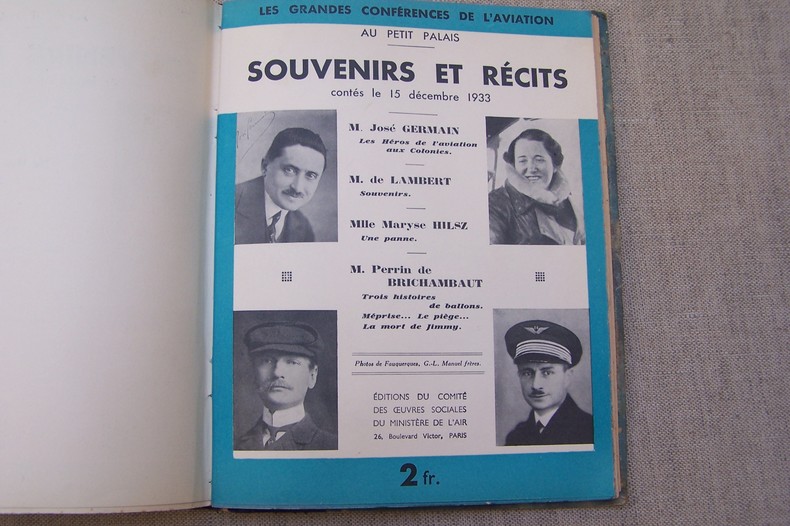 LES GRANDES CONFÉRENCES DE L'AVIATION
AU PETIT PALAIS
SOUVENIRS ET RÉCITS
contés le 15 décembre 1933
M. José GERMAIN
Les Héros de l'aviation
aux Colonies.
M. de LAMBERT
Souvenirs.
Mlle Maryse HILSZ
Une panne.
M. Perrin de
BRICHAMBAUT
Trois histoires
de ballons.
Méprise... Le piège...
La mort de Jimmy.
Photos de Fouquerques, G.-L. Manuel frères.
ÉDITIONS DU COMITÉ
DES ŒUVRES SOCIALES
DU MINISTÈRE DE L'AIR
26, Boulevard Victor, PARIS
2 fr.